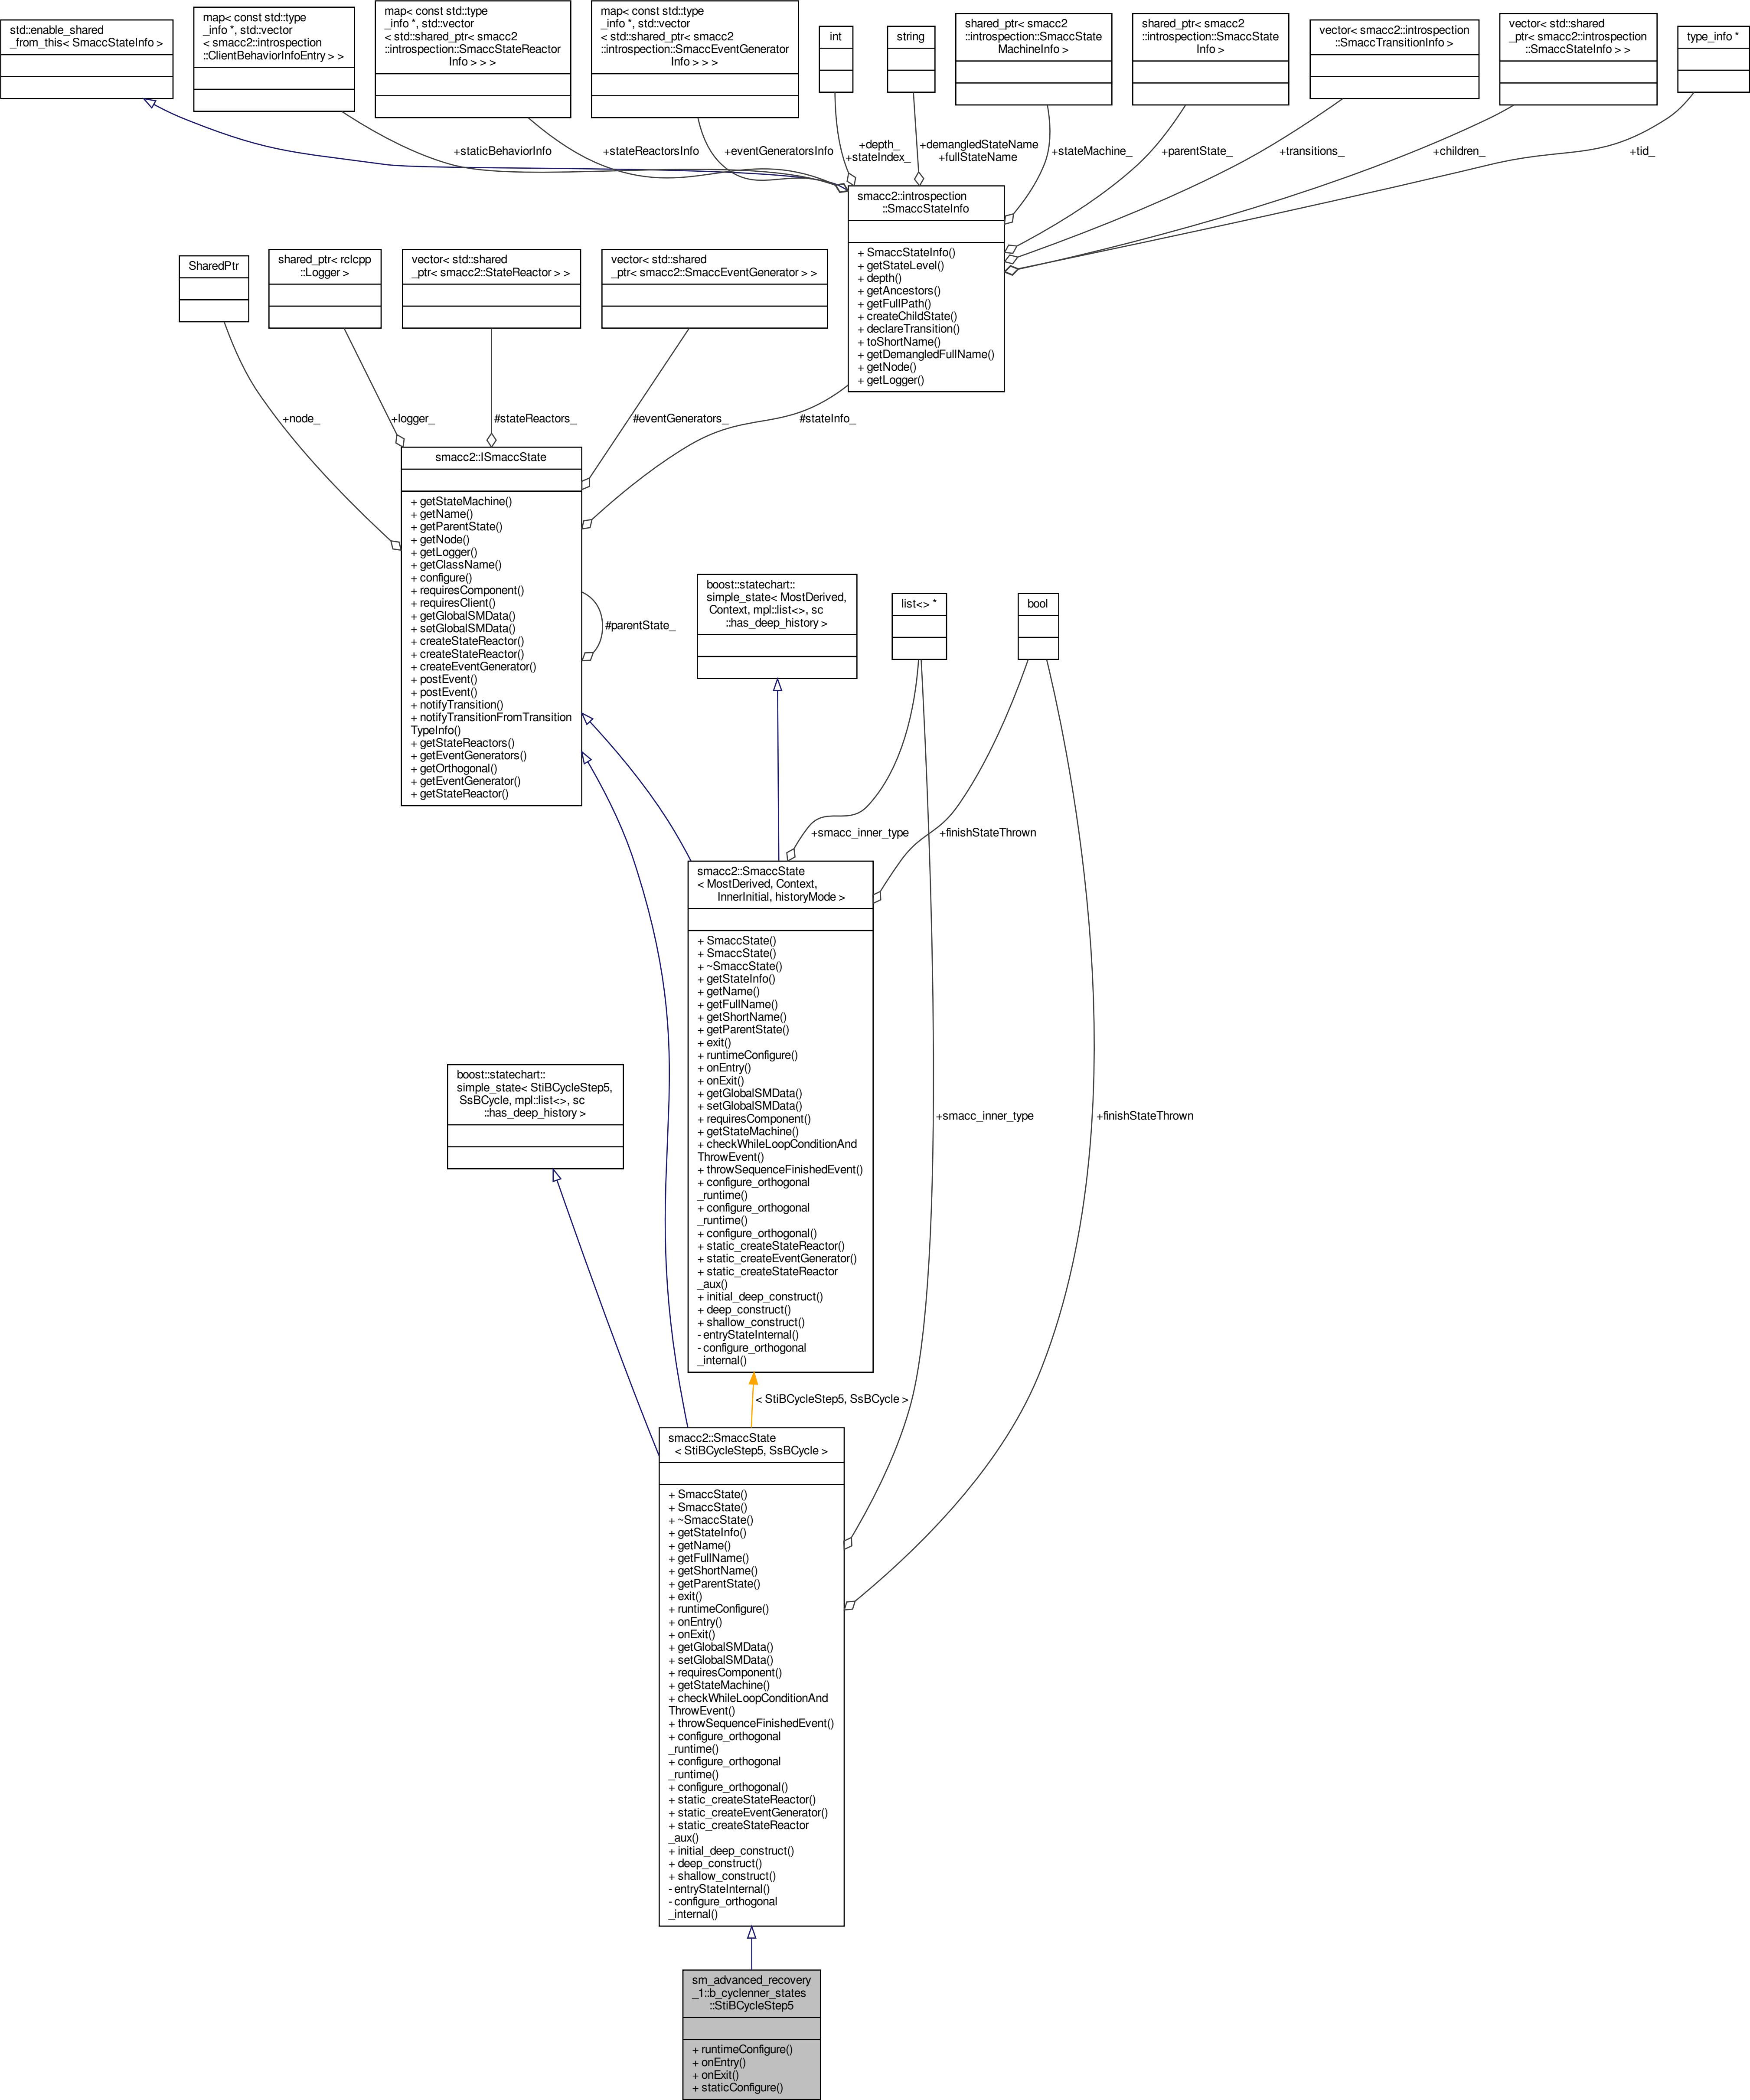 std::enable_shared
_from_this< SmaccStateInfo >
map< const std::type
_info *, std::vector
< smacc2::introspection
::ClientBehaviorInfoEntry > >
map< const std::type
_info *, std::vector
< std::shared_ptr< smacc2
::introspection::SmaccStateReactor
Info > > >
map< const std::type
_info *, std::vector
< std::shared_ptr< smacc2
::introspection::SmaccEventGenerator
Info > > >
int
string
shared_ptr< smacc2
::introspection::SmaccState
MachineInfo >
shared_ptr< smacc2
::introspection::SmaccState
Info >
vector< smacc2::introspection
::SmaccTransitionInfo >
vector< std::shared
_ptr< smacc2::introspection
::SmaccStateInfo > >
type_info *
+staticBehaviorInfo
+stateReactorsInfo
+eventGeneratorsInfo
+depth_
+stateIndex_
+demangledStateName
+fullStateName
+stateMachine_
+parentState_
+transitions_
+children_
+tid_
smacc2::introspection
::SmaccStateInfo
+ SmaccStateInfo()
+ getStateLevel()
+ depth()
+ getAncestors()
+ getFullPath()
+ createChildState()
+ declareTransition()
+ toShortName()
+ getDemangledFullName()
+ getNode()
+ getLogger()
SharedPtr
shared_ptr< rclcpp
::Logger >
vector< std::shared
_ptr< smacc2::StateReactor > >
vector< std::shared
_ptr< smacc2::SmaccEventGenerator > >
+node_
+logger_
#stateReactors_
#eventGenerators_
#stateInfo_
smacc2::ISmaccState
+ getStateMachine()
+ getName()
+ getParentState()
+ getNode()
+ getLogger()
+ getClassName()
+ configure()
+ requiresComponent()
+ requiresClient()
+ getGlobalSMData()
+ setGlobalSMData()
+ createStateReactor()
+ createStateReactor()
+ createEventGenerator()
+ postEvent()
+ postEvent()
+ notifyTransition()
+ notifyTransitionFromTransition
TypeInfo()
+ getStateReactors()
+ getEventGenerators()
+ getOrthogonal()
+ getEventGenerator()
+ getStateReactor()
#parentState_
boost::statechart::
simple_state< MostDerived,
Context, mpl::list<>, sc
::has_deep_history >
list<> *
bool
+smacc_inner_type
+finishStateThrown
smacc2::SmaccState
< MostDerived, Context,
InnerInitial, historyMode >
+ SmaccState()
+ SmaccState()
+ ~SmaccState()
+ getStateInfo()
+ getName()
+ getFullName()
+ getShortName()
+ getParentState()
+ exit()
+ runtimeConfigure()
+ onEntry()
+ onExit()
+ getGlobalSMData()
+ setGlobalSMData()
+ requiresComponent()
+ getStateMachine()
+ checkWhileLoopConditionAnd
ThrowEvent()
+ throwSequenceFinishedEvent()
+ configure_orthogonal
_runtime()
+ configure_orthogonal
_runtime()
+ configure_orthogonal()
+ static_createStateReactor()
+ static_createEventGenerator()
+ static_createStateReactor
_aux()
+ initial_deep_construct()
+ deep_construct()
+ shallow_construct()
- entryStateInternal()
- configure_orthogonal
_internal()
boost::statechart::
simple_state< StiBCycleStep5,
SsBCycle, mpl::list<>, sc
::has_deep_history >
+smacc_inner_type
+finishStateThrown
< StiBCycleStep5, SsBCycle >
smacc2::SmaccState
< StiBCycleStep5, SsBCycle >
+ SmaccState()
+ SmaccState()
+ ~SmaccState()
+ getStateInfo()
+ getName()
+ getFullName()
+ getShortName()
+ getParentState()
+ exit()
+ runtimeConfigure()
+ onEntry()
+ onExit()
+ getGlobalSMData()
+ setGlobalSMData()
+ requiresComponent()
+ getStateMachine()
+ checkWhileLoopConditionAnd
ThrowEvent()
+ throwSequenceFinishedEvent()
+ configure_orthogonal
_runtime()
+ configure_orthogonal
_runtime()
+ configure_orthogonal()
+ static_createStateReactor()
+ static_createEventGenerator()
+ static_createStateReactor
_aux()
+ initial_deep_construct()
+ deep_construct()
+ shallow_construct()
- entryStateInternal()
- configure_orthogonal
_internal()
sm_advanced_recovery
_1::b_cyclenner_states
::StiBCycleStep5
+ runtimeConfigure()
+ onEntry()
+ onExit()
+ staticConfigure()